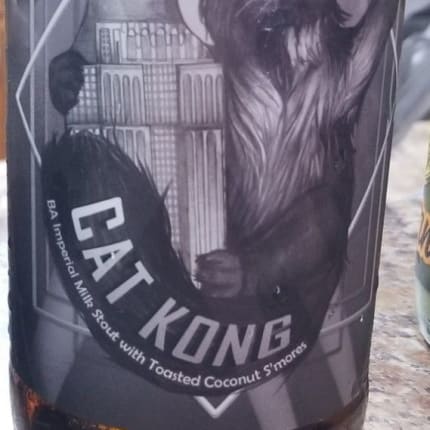 CAT KONG
BA Imperial Milk Stout with Toasted Coconut S'mores